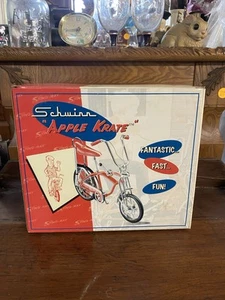 Schwinn
"APPLE KRATE"
FANTASTIC...
FAST...
FUN!